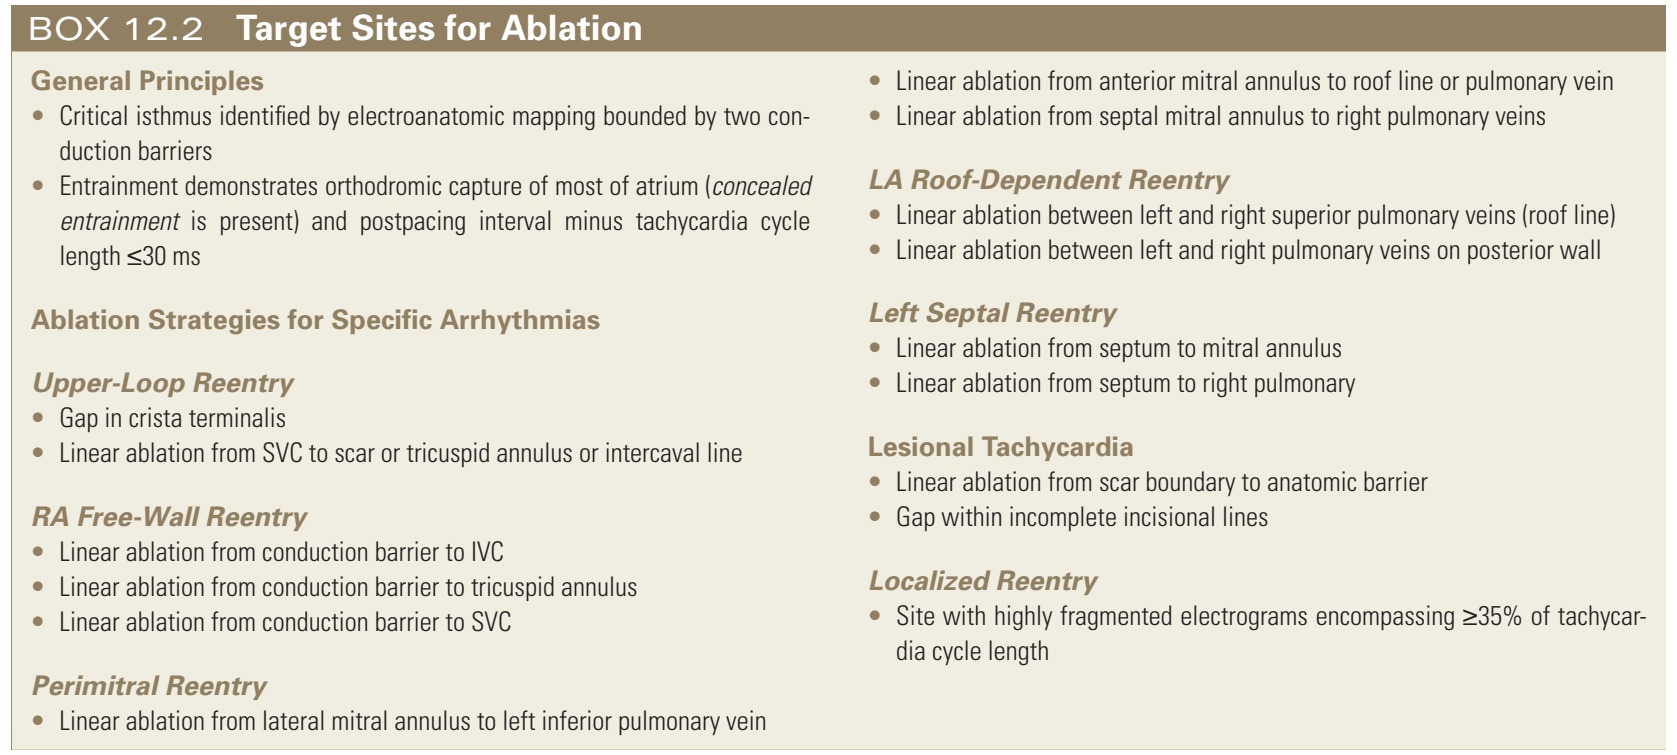 BOX 12.2 Target Sites for Ablation
General Principles
• Critical isthmus identified by electroanatomic mapping bounded by two con-
duction barriers
• Entrainment demonstrates orthodromic capture of most of atrium (concealed
entrainment is present) and postpacing interval minus tachycardia cycle
length ≤30 ms
Ablation Strategies for Specific Arrhythmias
Upper-Loop Reentry
• Gap in crista terminalis
• Linear ablation from SVC to scar or tricuspid annulus or intercaval line
RA Free-Wall Reentry
• Linear ablation from conduction barrier to IVC
• Linear ablation from conduction barrier to tricuspid annulus
• Linear ablation from conduction barrier to SVC
Perimitral Reentry
• Linear ablation from lateral mitral annulus to left inferior pulmonary vein
• Linear ablation from anterior mitral annulus to roof line or pulmonary vein
• Linear ablation from septal mitral annulus to right pulmonary veins
LA Roof-Dependent Reentry
• Linear ablation between left and right superior pulmonary veins (roof line)
• Linear ablation between left and right pulmonary veins on posterior wall
Left Septal Reentry
• Linear ablation from septum to mitral annulus
• Linear ablation from septum to right pulmonary
Lesional Tachycardia
• Linear ablation from scar boundary to anatomic barrier
• Gap within incomplete incisional lines
Localized Reentry
• Site with highly fragmented electrograms encompassing ≥35% of tachycar-
dia cycle length